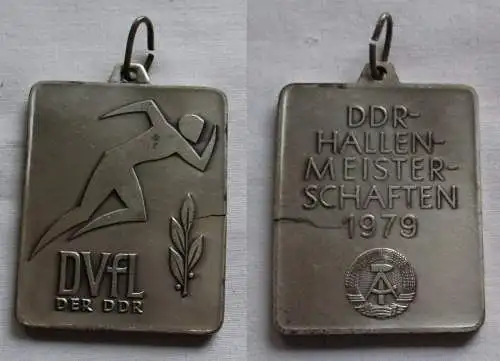 DVfL
DER DDR
DDR-
HALLEN-
MEISTER-
SCHAFTEN
1979